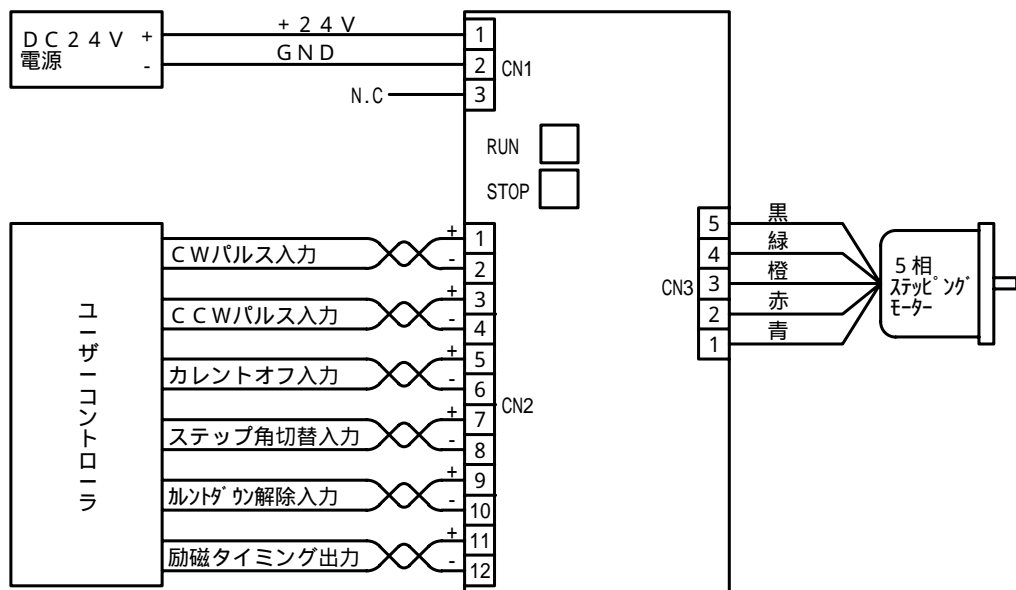 DC24V +
電源 -
+24V
GND
N.C
1
2
3
CN1
RUN
STOP
ユーザーコントローラ
CWパルス入力
CCWパルス入力
カレントオフ入力
ステップ角切替入力
ｶﾚﾝﾄﾀﾞｳﾝ解除入力
励磁タイミング出力
+ 1
- 2
+ 3
- 4
+ 5
- 6
+ 7
- 8
+ 9
- 10
+ 11
- 12
CN2
CN3
5 黒
4 緑
3 橙
2 赤
1 青
5相
ｽﾃｯﾋﾟﾝｸﾞ
ﾓｰﾀｰ